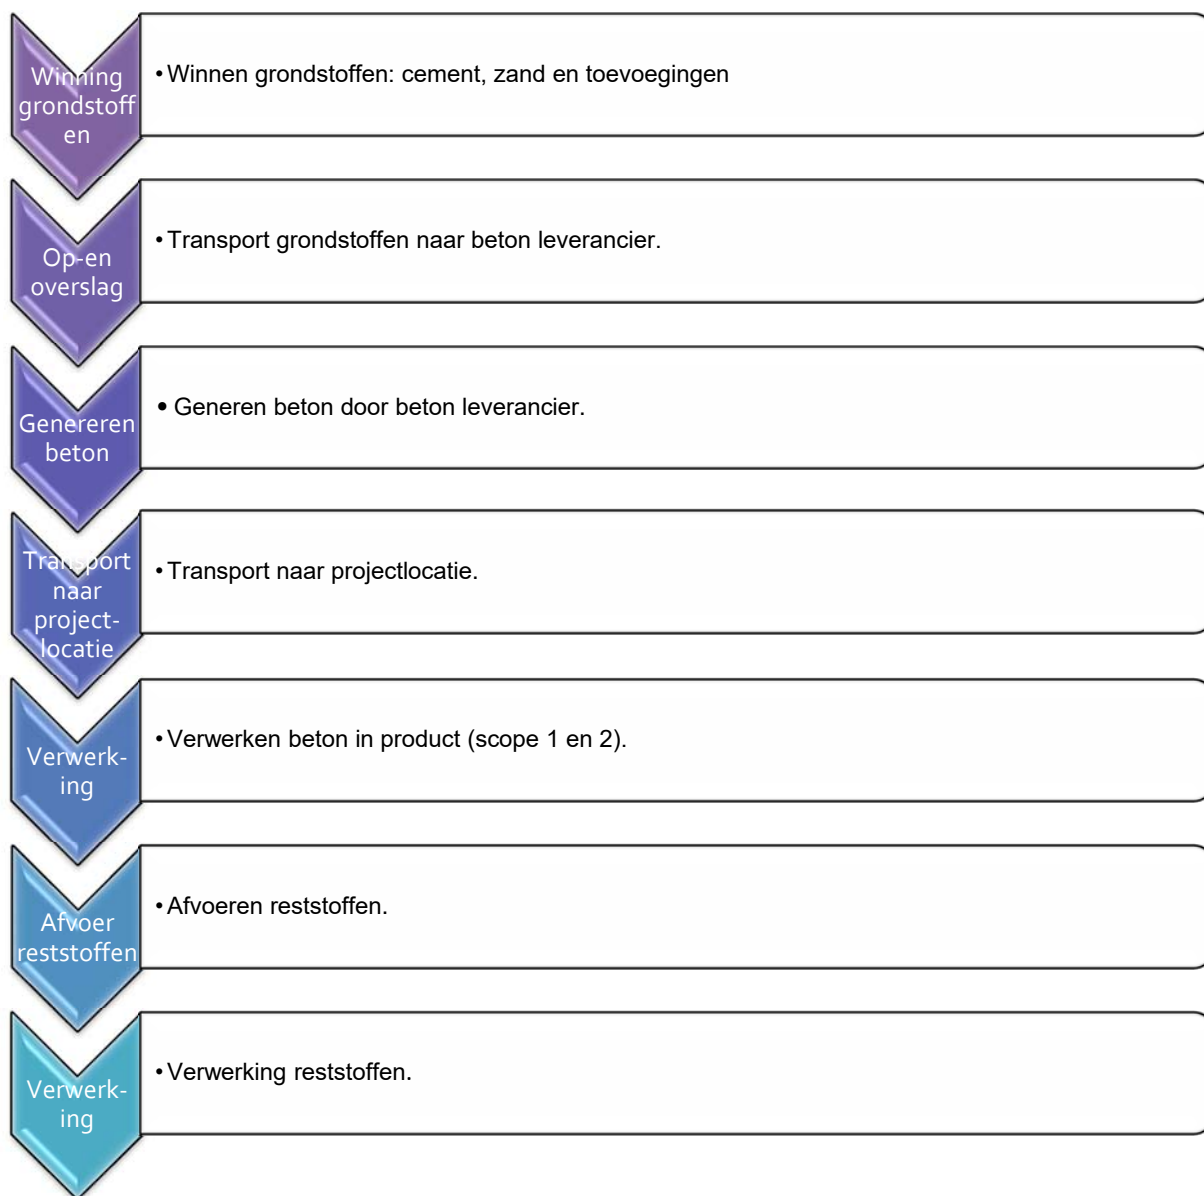 Winning
grondstoff
en
• Winnen grondstoffen: cement, zand en toevoegingen
Op-en
overslag
• Transport grondstoffen naar beton leverancier.
Genereren
beton
• Generen beton door beton leverancier.
Transport
naar
project-
locatie
• Transport naar projectlocatie.
Verwerk-
ing
• Verwerken beton in product (scope 1 en 2).
Afvoer
reststoffen
• Afvoeren reststoffen.
Verwerk-
ing
• Verwerking reststoffen.